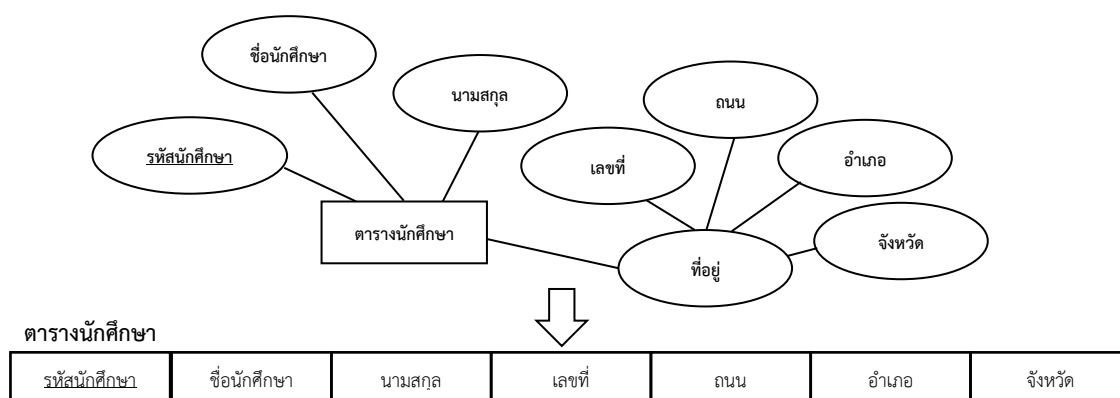 ชื่อนักศึกษา
นามสกุล
ถนน
รหัสนักศึกษา
เลขที่
อำเภอ
ตารางนักศึกษา
จังหวัด
ที่อยู่
ตารางนักศึกษา
รหัสนักศึกษา ชื่อนักศึกษา นามสกุล เลขที่ ถนน อำเภอ จังหวัด